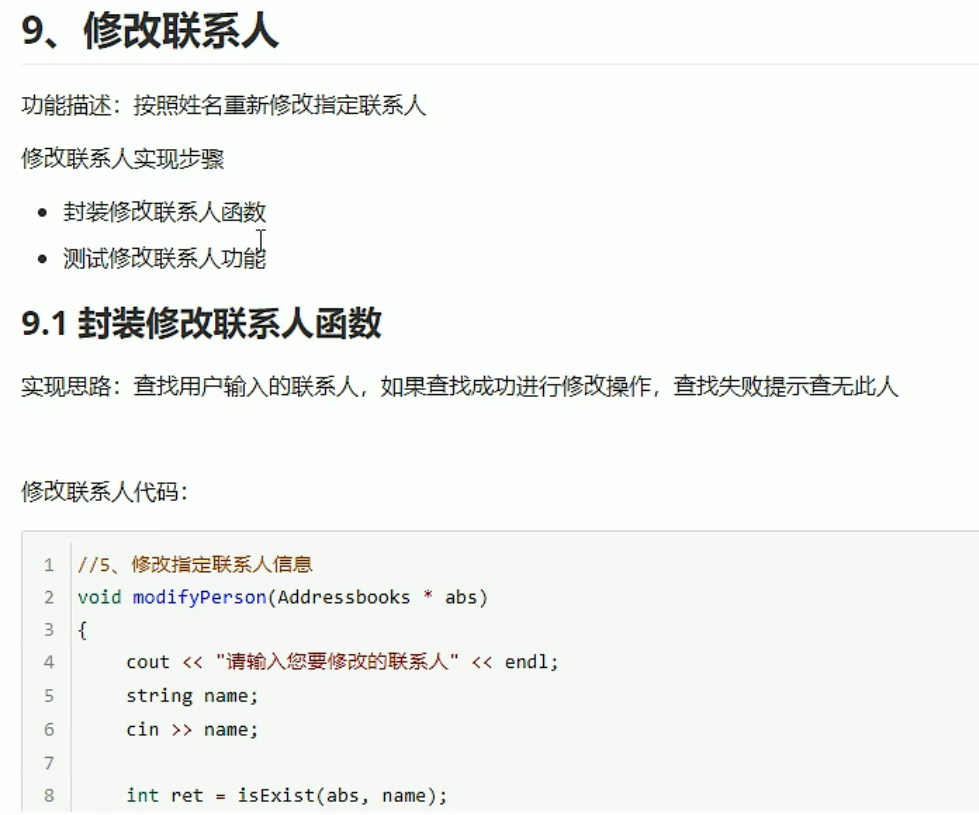 9、修改联系人
功能描述：按照姓名重新修改指定联系人
修改联系人实现步骤
封装修改联系人函数
测试修改联系人功能
9.1 封装修改联系人函数
实现思路：查找用户输入的联系人，如果查找成功进行修改操作，查找失败提示查无此人
修改联系人代码：
1 //5、修改指定联系人信息
2 void modifyPerson(Addressbooks * abs)
3 {
4 cout << "请输入您要修改的联系人" << endl;
5 string name;
6 cin >> name;
7
8 int ret = isExist(abs, name);